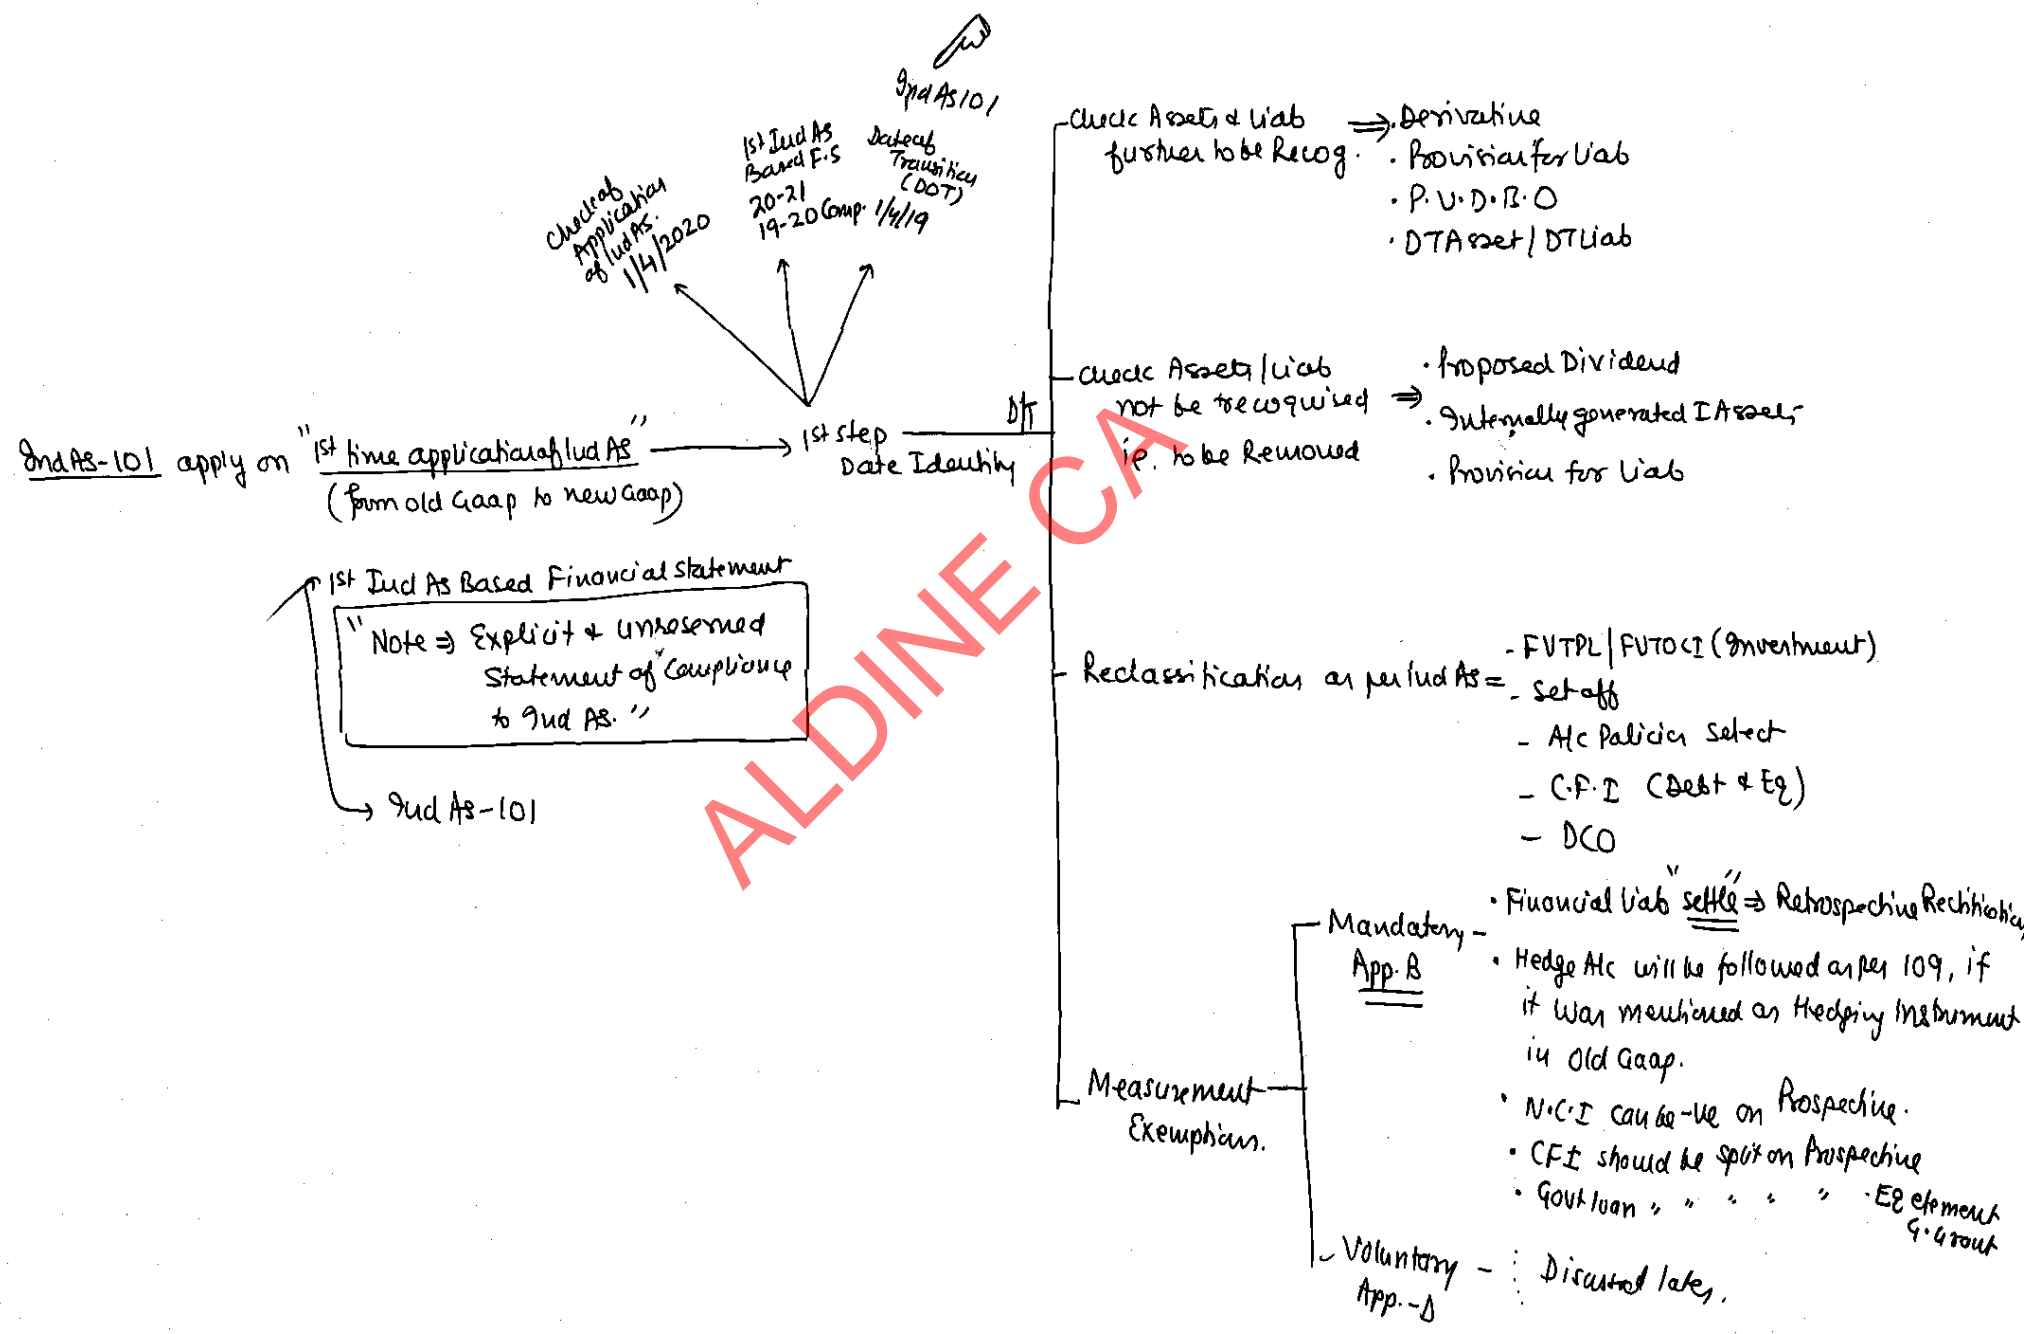 Ind AS 101
Check of
Application
of Ind AS.
1/4/2020
1st Ind AS
Based F.S
20-21
19-20 Comp.
Date of
Transition
(DOT)
1/4/19
Ind AS-101 apply on "1st time application of Ind AS"
(from old Gaap to new Gaap)
1st Step
Date Identity
1st Ind AS Based Financial Statement
"Note ⇒ Explicit & Unreserved
Statement of "Compliance
to Ind AS."
Ind AS-101
Check Assets & Liab
further to be Recog.
⇒ · Derivative
· Provision for Liab
· P.V.D.B.O
· DT Asset / DT Liab
Check Assets / Liab
not be recognised
ie. to be Removed
⇒ · Proposed Dividend
· Internally generated I Assets
· Provision for Liab
Reclassification as per Ind AS =
- FVTPL / FVTOCI (Investment)
- Set off
- A/c Policies Select
- C.F.I (Debt & Eq)
- DCO
Measurement
Exemptions.
Mandatory -
App. B
· Financial Liab "settle" ⇒ Retrospective Rectification
· Hedge A/c will be followed as per 109, if
it was mentioned as Hedging Instrument
in Old Gaap.
· N.C.I can be -ve on Prospective.
· CFI should be split on Prospective
· Govt loan " " " " " · Eq element
G. Grant
- Voluntary -
App. - D
Discussed later.
ALDINE CA